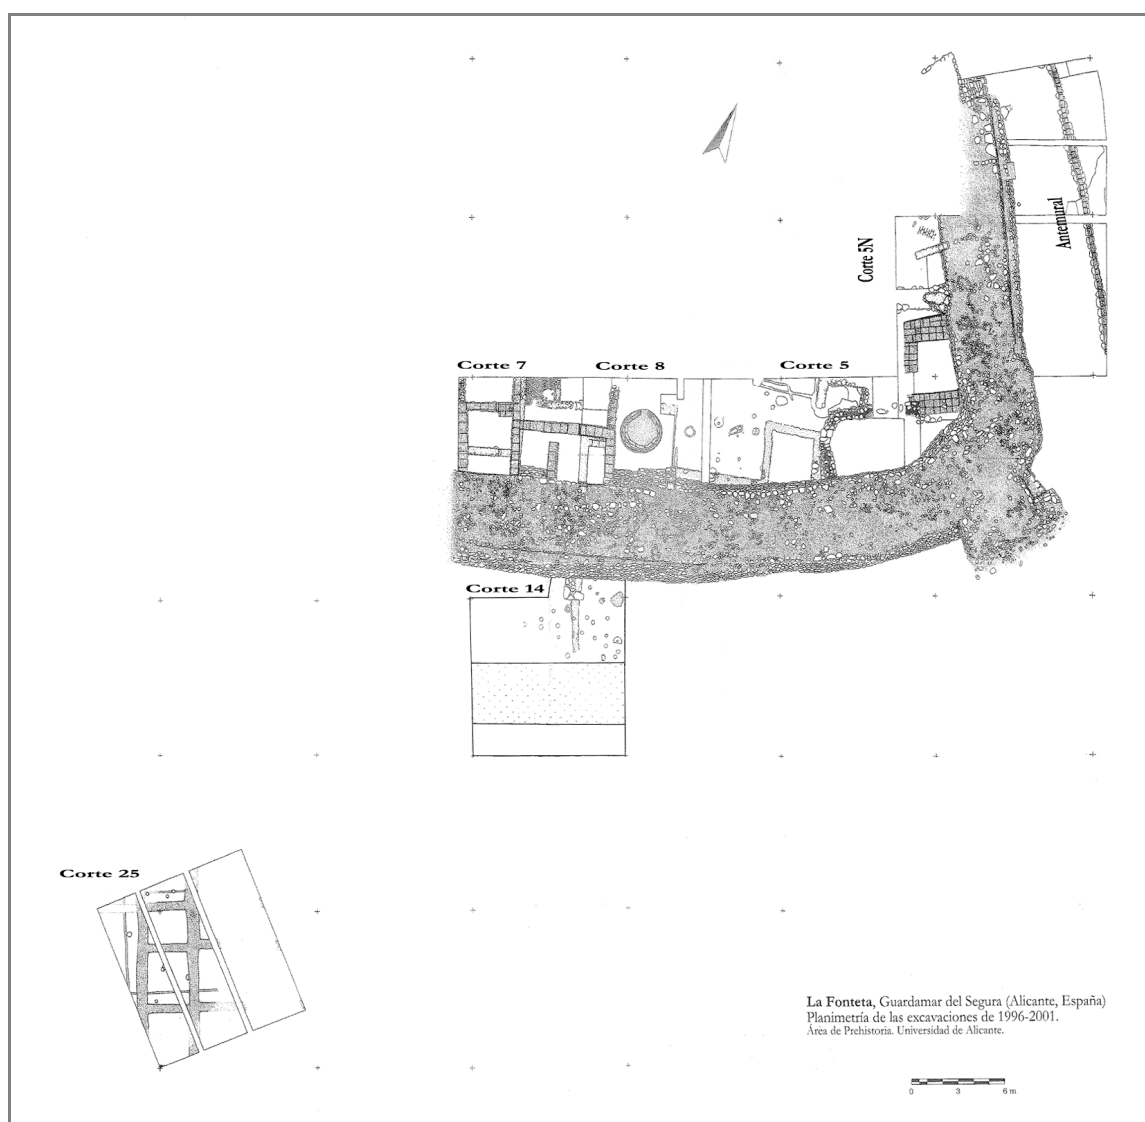 Antemural
Corte 5N
Corte 7
Corte 8
Corte 5
Corte 14
Corte 25
La Fonteta, Guardamar del Segura (Alicante, España)
Planimetría de las excavaciones de 1996-2001.
Área de Prehistoria. Universidad de Alicante.
0 3 6 m